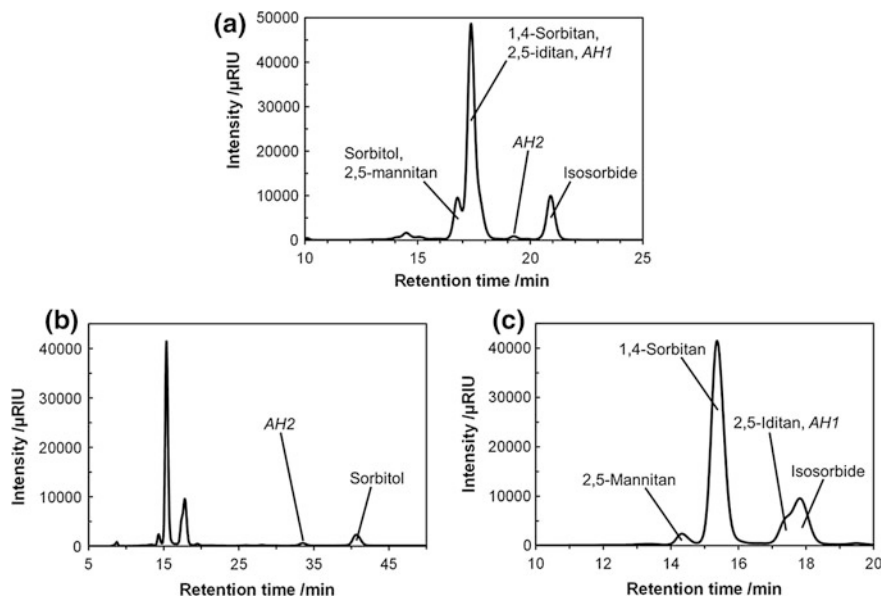 (a)
50000
40000
30000
20000
10000
0
Intensity /µRIU
1,4-Sorbitan,
2,5-iditan, AH1
Sorbitol,
2,5-mannitan
AH2
Isosorbide
10 15 20 25
Retention time /min
(b)
40000
30000
20000
10000
0
Intensity /µRIU
AH2
Sorbitol
5 15 25 35 45
Retention time /min
(c)
40000
30000
20000
10000
0
Intensity /µRIU
1,4-Sorbitan
2,5-Iditan, AH1
2,5-Mannitan
Isosorbide
10 12 14 16 18 20
Retention time /min